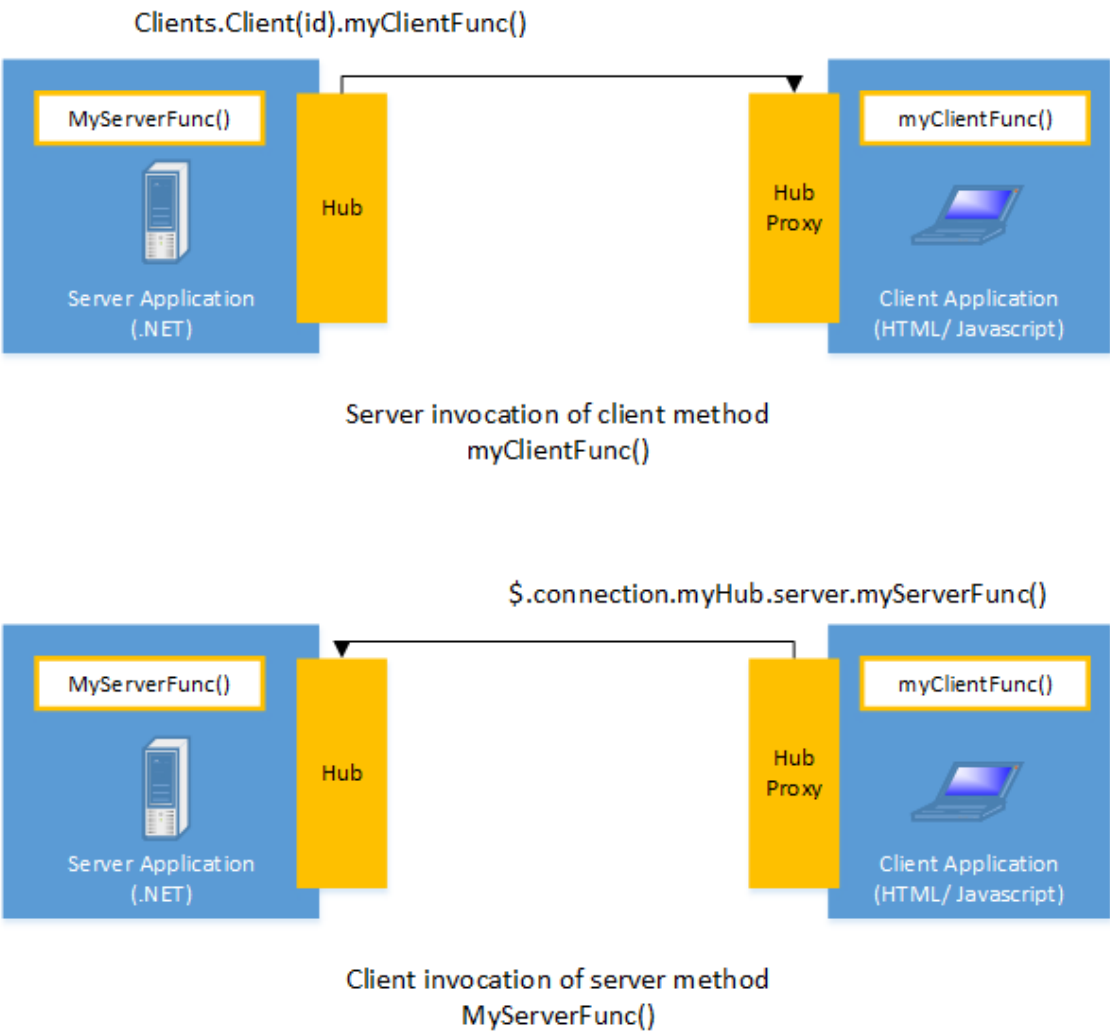 Clients.Client(id).myClientFunc()
MyServerFunc()
myClientFunc()
Hub
Hub
Proxy
Server Application
(.NET)
Client Application
(HTML/ Javascript)
Server invocation of client method
myClientFunc()
$.connection.myHub.server.myServerFunc()
MyServerFunc()
myClientFunc()
Hub
Hub
Proxy
Server Application
(.NET)
Client Application
(HTML/ Javascript)
Client invocation of server method
MyServerFunc()